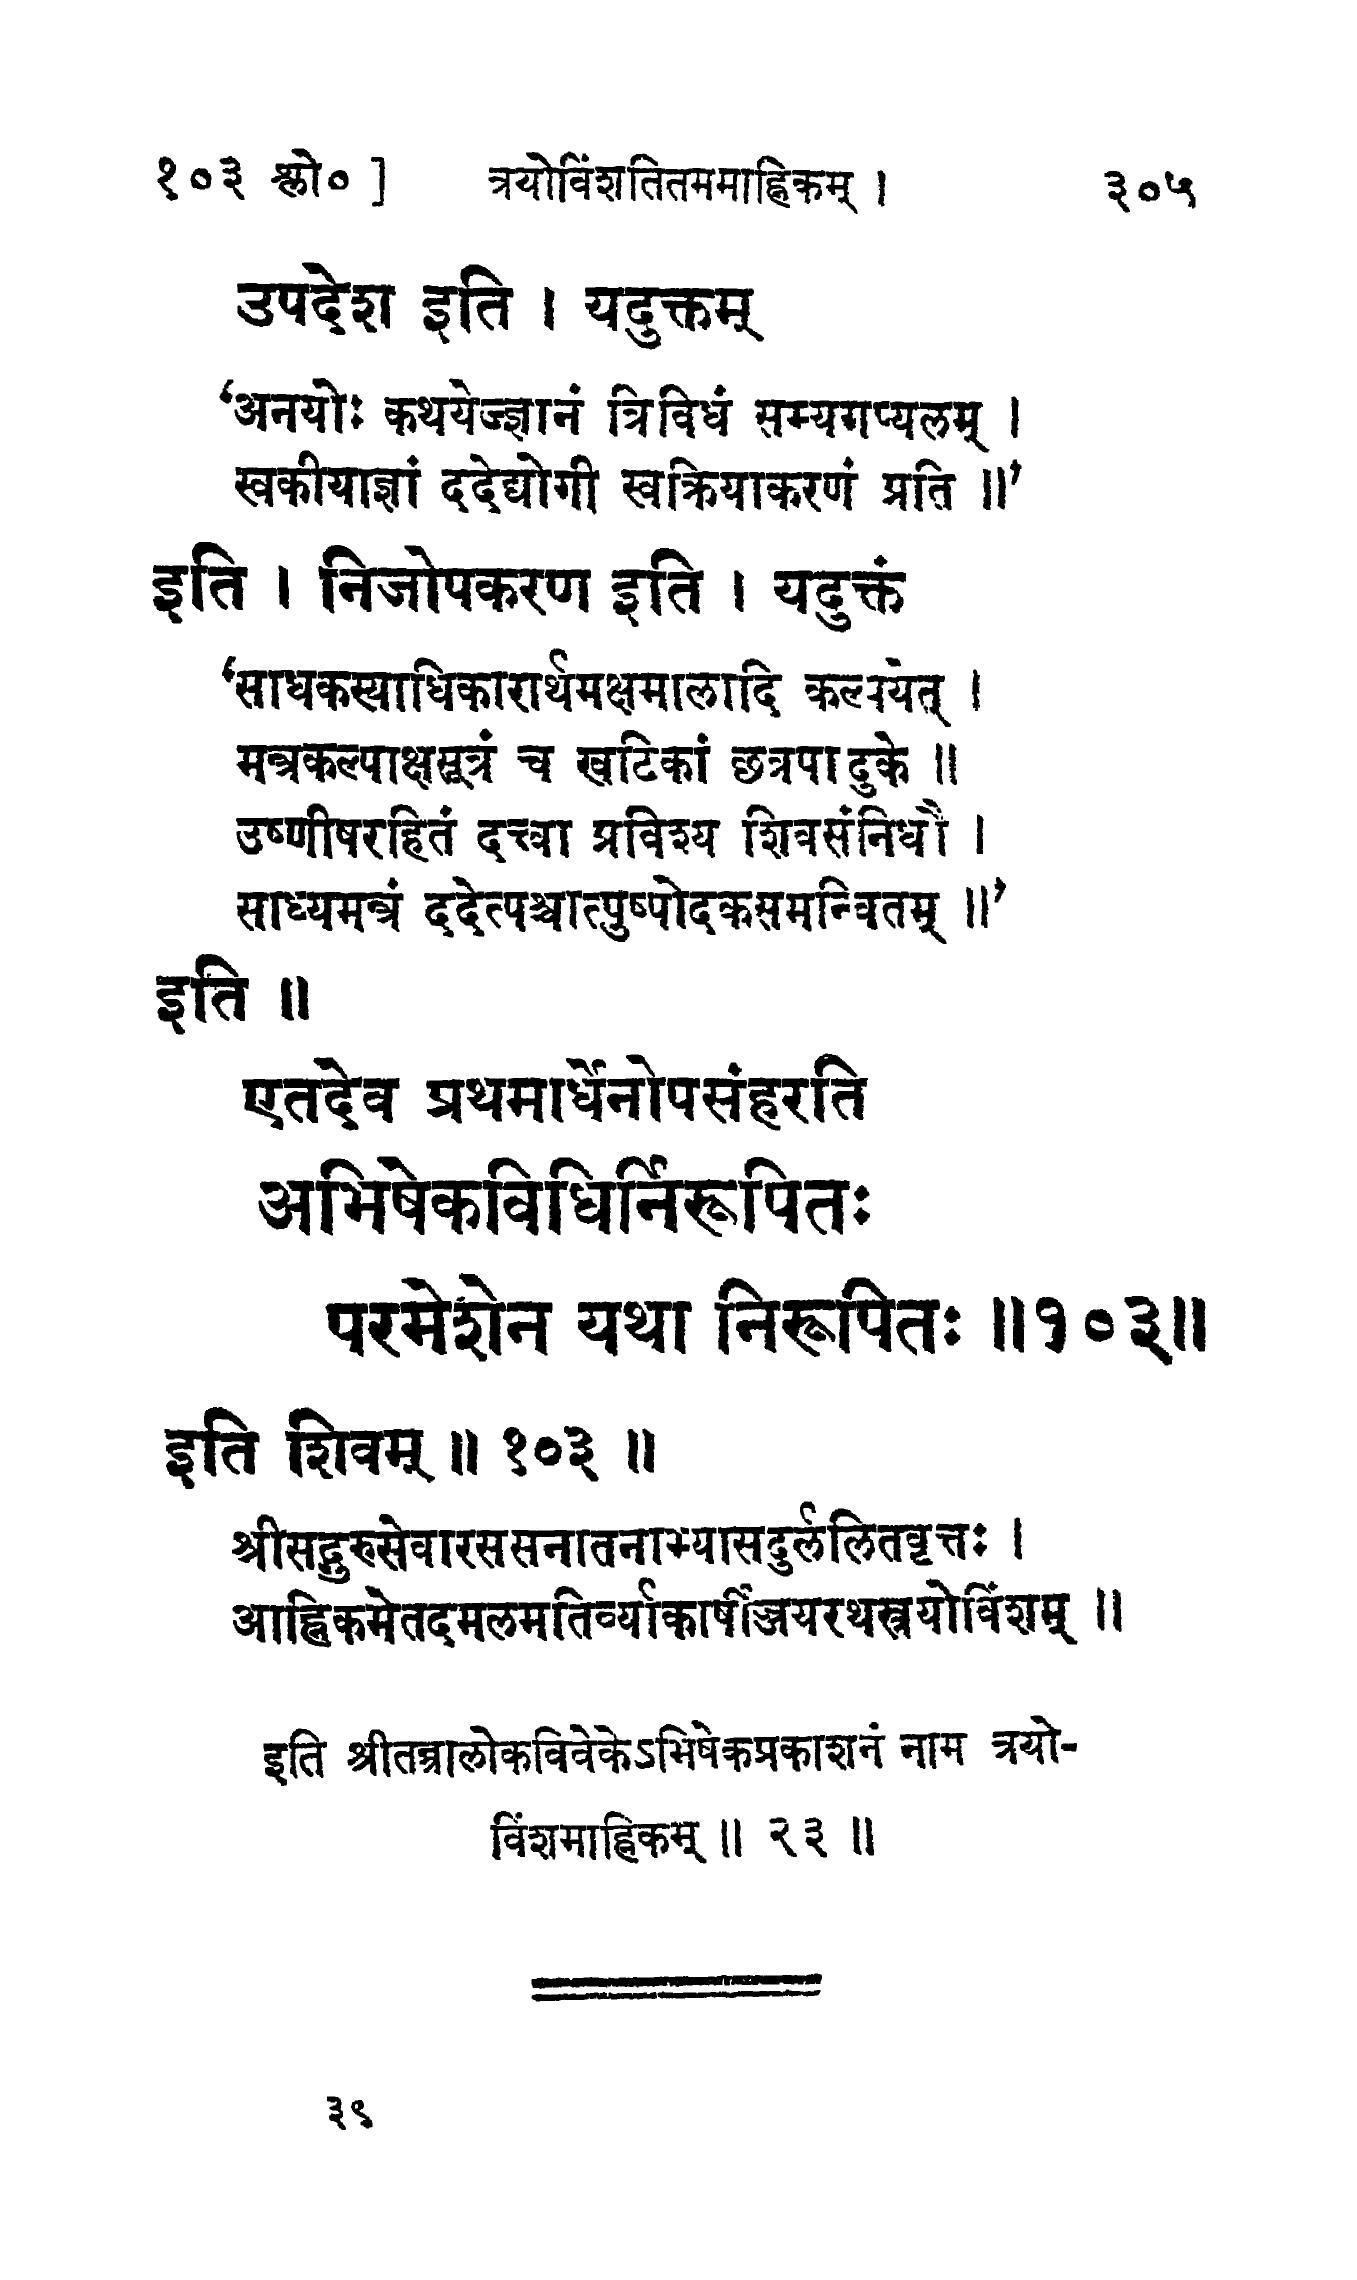 १०३ श्लो० ] त्रयोविंशतितममाह्निकम् । ३०५
उपदेश इति । यदुक्तम्
‘अनयोः कथयेज्ज्ञानं त्रिविधं सम्यगप्यलम् ।
स्वकीयाज्ञां ददेद्योगी स्वक्रियाकरणं प्रति ॥’
इति । निजोपकरण इति । यदुक्तं
‘साधकस्याधिकारार्थमक्षमालादि कल्पयेत् ।
मन्त्रकल्पाक्षसूत्रं च खटिकां छत्रपादुके ॥
उष्णीषरहितं दत्त्वा प्रविश्य शिवसंनिधौ ।
साध्यमन्त्रं ददेत्पश्चात्पुष्पोदकसमन्वितम् ॥’
इति ॥
एतदेव प्रथमार्धेनोपसंहरति
अभिषेकविधिर्निरूपितः
परमेशेन यथा निरूपितः ॥१०३॥
इति शिवम् ॥ १०३ ॥
श्रीसद्गुरुसेवारससनातनाभ्यासदुर्ललितवृत्तः ।
आह्निकमेतदमलमतिर्व्याकार्षीज्जयरथस्त्रयोविंशम् ॥
इति श्रीतन्त्रालोकविवेकेऽभिषेकप्रकाशनं नाम त्रयो-
विंशमाह्निकम् ॥ २३ ॥
३९